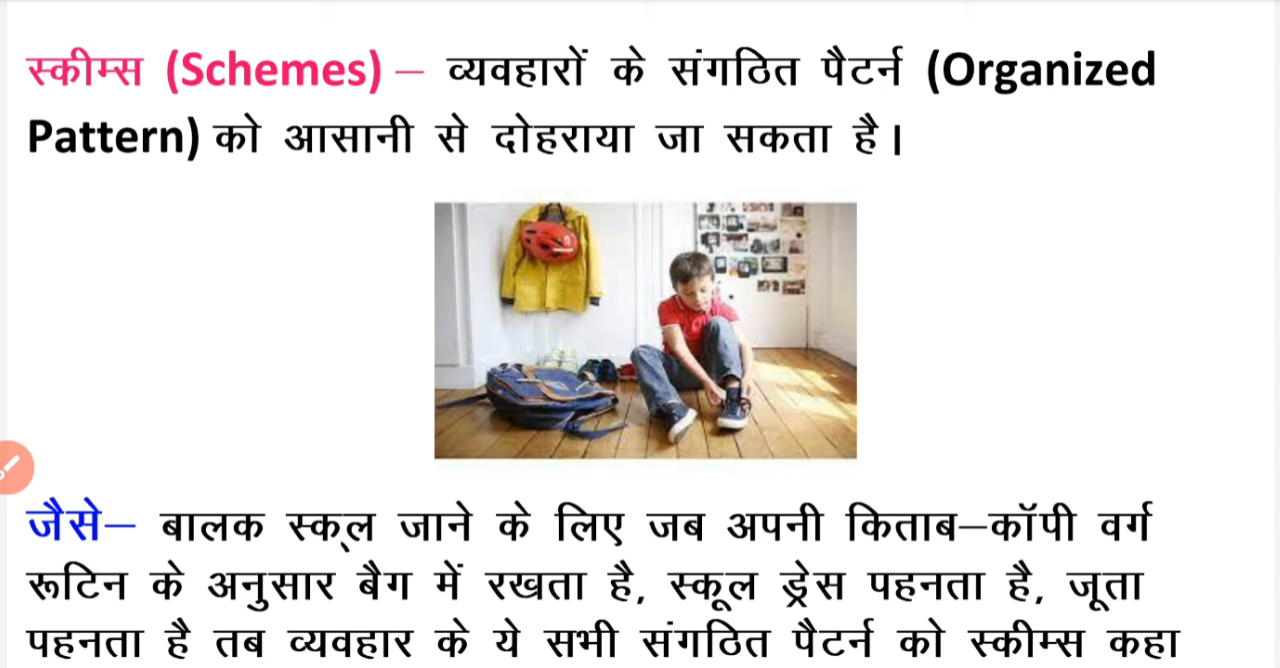 स्कीम्स (Schemes) – व्यवहारों के संगठित पैटर्न (Organized
Pattern) को आसानी से दोहराया जा सकता है।
जैसे– बालक स्कूल जाने के लिए जब अपनी किताब–कॉपी वर्ग
रूटिन के अनुसार बैग में रखता है, स्कूल ड्रेस पहनता है, जूता
पहनता है तब व्यवहार के ये सभी संगठित पैटर्न को स्कीम्स कहा